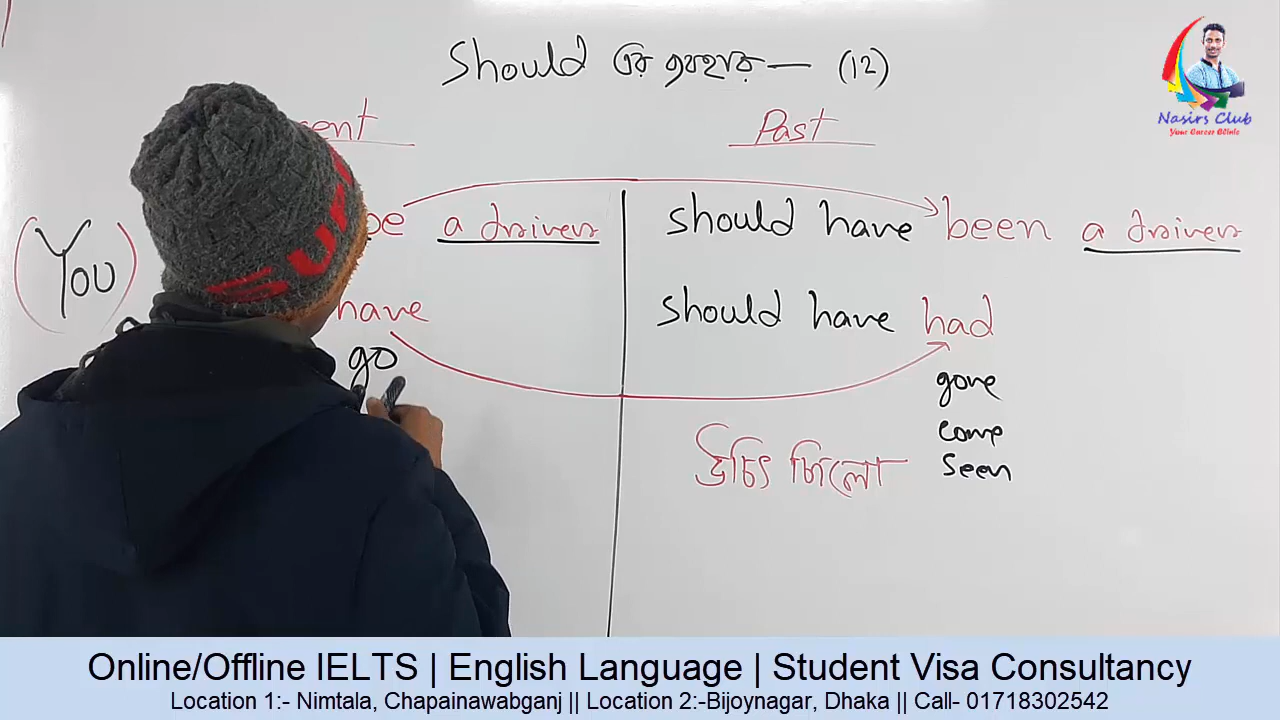 Should এর ব্যবহার — (12)
Past
be a driver should have been a driver
(You)
have should have had
go gone
come
উচিৎ ছিলো seen
Nasirs Club
Your Career Clinic
Online/Offline IELTS | English Language | Student Visa Consultancy
Location 1:- Nimtala, Chapainawabganj || Location 2:-Bijoynagar, Dhaka || Call- 01718302542